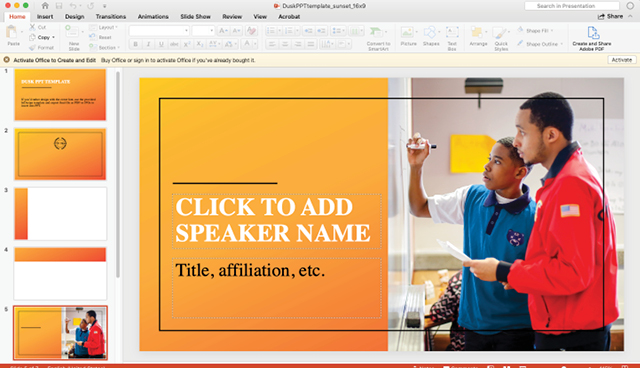 DuskPPTtemplate_sunset_16x9
Search in Presentation
Home Insert Design Transitions Animations Slide Show Review View Acrobat
Share
Paste
Cut
Copy
Format
New Slide
Layout
Reset
Section
Convert to SmartArt
Picture
Shapes
Text Box
Arrange
Quick Styles
Shape Fill
Shape Outline
Create and Share Adobe PDF
Activate Office to Create and Edit Buy Office or sign in to activate Office if you've already bought it.
Activate
1
DUSK PPT TEMPLATE
2
3
4
5
CLICK TO ADD
SPEAKER NAME
Title, affiliation, etc.